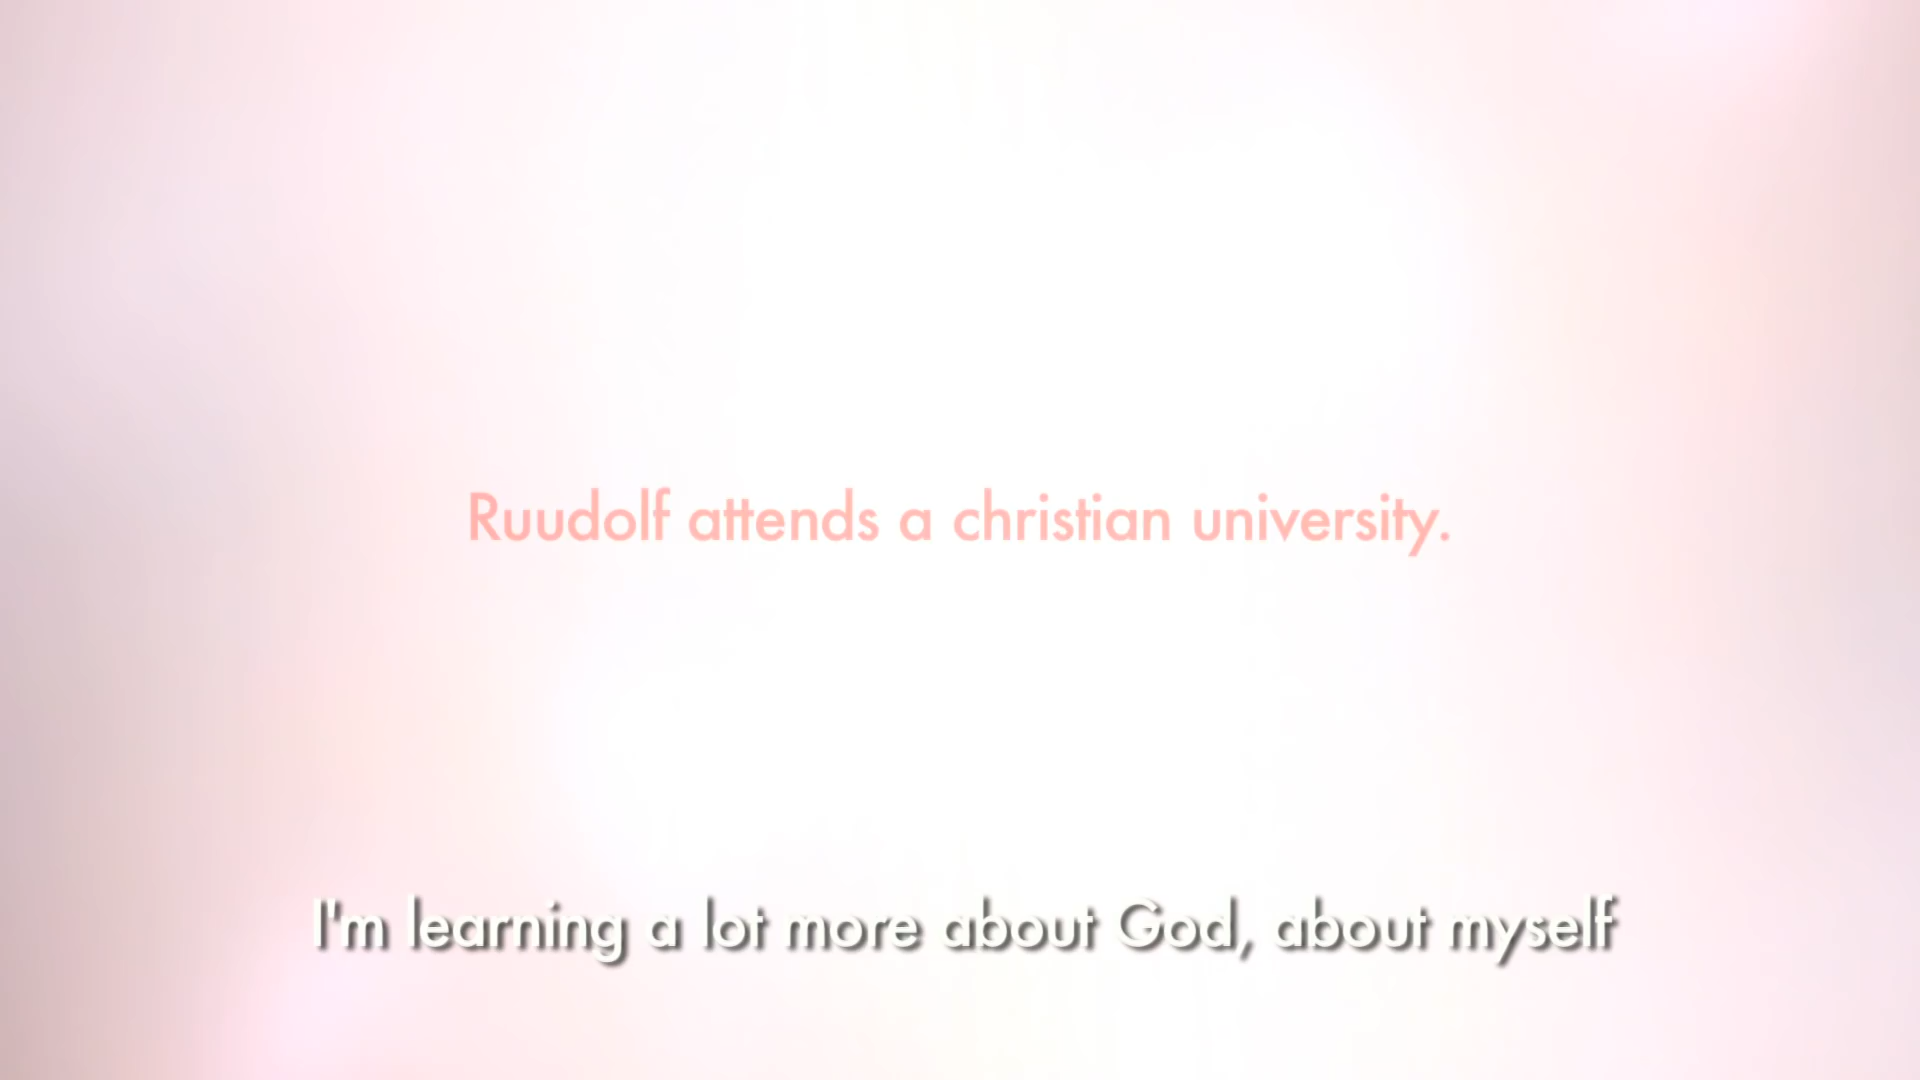 Ruudolf attends a christian university.
I'm learning a lot more about God, about myself